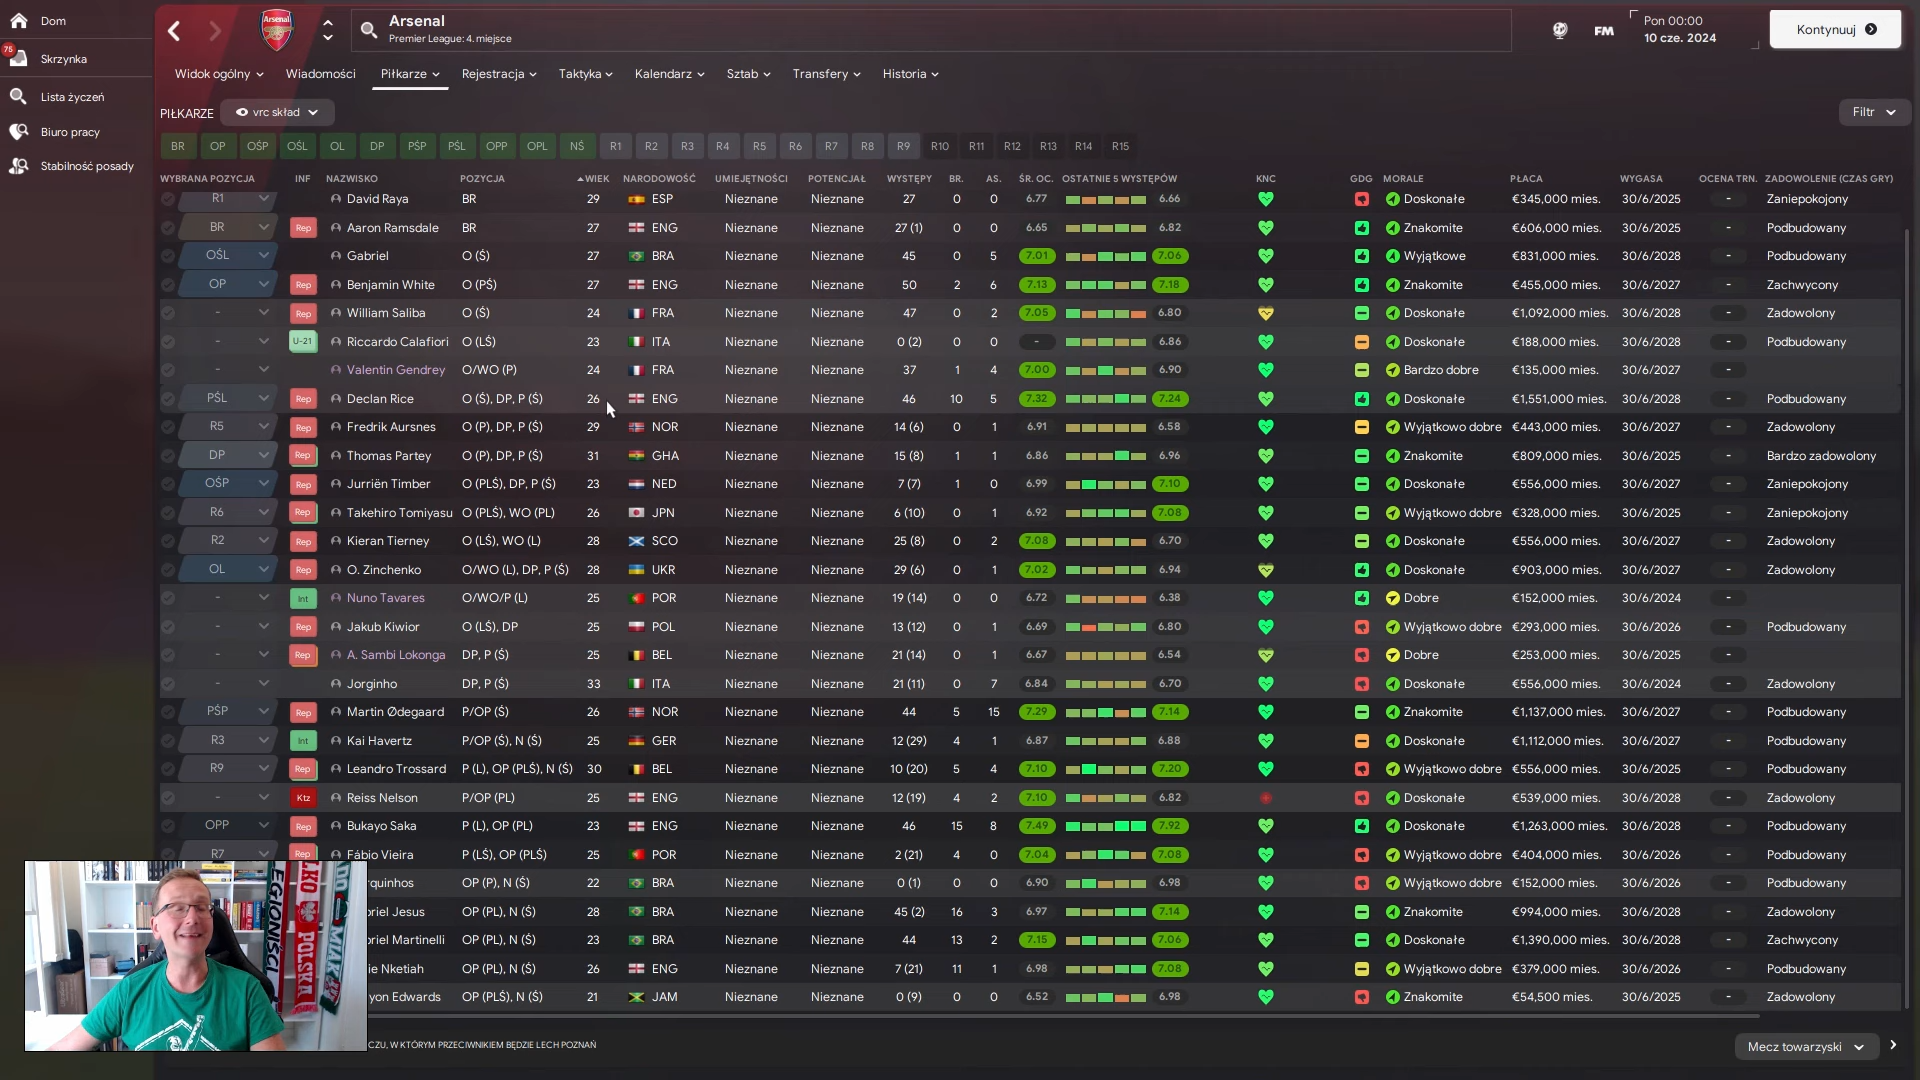 Dom
75
Skrzynka
Lista życzeń
Biuro pracy
Stabilność posady
Arsenal
Arsenal
Premier League: 4. miejsce
FM
Pon 00:00
10 cze. 2024
Kontynuuj
Widok ogólny Wiadomości Piłkarze Rejestracja Taktyka Kalendarz Sztab Transfery Historia
PIŁKARZE vrc skład Filtr
BR OP OŚP OŚL OL DP PŚP PŚL OPP OPL NŚ R1 R2 R3 R4 R5 R6 R7 R8 R9 R10 R11 R12 R13 R14 R15
WYBRANA POZYCJA INF NAZWISKO POZYCJA WIEK NARODOWOŚĆ UMIEJĘTNOŚCI POTENCJAŁ WYSTĘPY BR. AS. ŚR. OC. OSTATNIE 5 WYSTĘPÓW KNC GDG MORALE PŁACA WYGASA OCENA TRN. ZADOWOLENIE (CZAS GRY)
R1 David Raya BR 29 ESP Nieznane Nieznane 27 0 0 6.77 6.66 Doskonałe €345,000 mies. 30/6/2025 - Zaniepokojony
BR Rep Aaron Ramsdale BR 27 ENG Nieznane Nieznane 27 (1) 0 0 6.65 6.82 Znakomite €606,000 mies. 30/6/2025 - Podbudowany
OŚL Gabriel O (Ś) 27 BRA Nieznane Nieznane 45 0 5 7.01 7.06 Wyjątkowe €831,000 mies. 30/6/2028 - Podbudowany
OP Rep Benjamin White O (PŚ) 27 ENG Nieznane Nieznane 50 2 6 7.13 7.18 Znakomite €455,000 mies. 30/6/2027 - Zachwycony
- Rep William Saliba O (Ś) 24 FRA Nieznane Nieznane 47 0 2 7.05 6.80 Doskonałe €1,092,000 mies. 30/6/2028 - Zadowolony
- U-21 Riccardo Calafiori O (LŚ) 23 ITA Nieznane Nieznane 0 (2) 0 0 - 6.86 Doskonałe €188,000 mies. 30/6/2028 - Podbudowany
- Valentin Gendrey O/WO (P) 24 FRA Nieznane Nieznane 37 1 4 7.00 6.90 Bardzo dobre €135,000 mies. 30/6/2027 -
PŚL Rep Declan Rice O (Ś), DP, P (Ś) 26 ENG Nieznane Nieznane 46 10 5 7.32 7.24 Doskonałe €1,551,000 mies. 30/6/2028 - Podbudowany
R5 Rep Fredrik Aursnes O (P), DP, P (Ś) 29 NOR Nieznane Nieznane 14 (6) 0 1 6.91 6.58 Wyjątkowo dobre €443,000 mies. 30/6/2027 - Zadowolony
DP Rep Thomas Partey O (P), DP, P (Ś) 31 GHA Nieznane Nieznane 15 (8) 1 1 6.86 6.96 Znakomite €809,000 mies. 30/6/2025 - Bardzo zadowolony
OŚP Rep Jurriën Timber O (PLŚ), DP, P (Ś) 23 NED Nieznane Nieznane 7 (7) 1 0 6.99 7.10 Doskonałe €556,000 mies. 30/6/2027 - Zaniepokojony
R6 Rep Takehiro Tomiyasu O (PLŚ), WO (PL) 26 JPN Nieznane Nieznane 6 (10) 0 1 6.92 7.08 Wyjątkowo dobre €328,000 mies. 30/6/2025 - Zaniepokojony
R2 Rep Kieran Tierney O (LŚ), WO (L) 28 SCO Nieznane Nieznane 25 (8) 0 2 7.08 6.70 Doskonałe €556,000 mies. 30/6/2027 - Zadowolony
OL Rep O. Zinchenko O/WO (L), DP, P (Ś) 28 UKR Nieznane Nieznane 29 (6) 0 1 7.02 6.94 Doskonałe €903,000 mies. 30/6/2027 - Zadowolony
- Int Nuno Tavares O/WO/P (L) 25 POR Nieznane Nieznane 19 (14) 0 1 6.72 6.38 Dobre €152,000 mies. 30/6/2024 -
- Rep Jakub Kiwior O (LŚ), DP 25 POL Nieznane Nieznane 13 (12) 0 1 6.69 6.80 Wyjątkowo dobre €293,000 mies. 30/6/2026 - Podbudowany
- Rep A. Sambi Lokonga DP, P (Ś) 25 BEL Nieznane Nieznane 21 (14) 0 1 6.67 6.54 Dobre €253,000 mies. 30/6/2025 -
- Jorginho DP, P (Ś) 33 ITA Nieznane Nieznane 21 (11) 0 7 6.84 6.70 Doskonałe €556,000 mies. 30/6/2024 - Zadowolony
PŚP Rep Martin Ødegaard P/OP (Ś) 26 NOR Nieznane Nieznane 44 5 15 7.29 7.14 Znakomite €1,137,000 mies. 30/6/2027 - Podbudowany
R3 Int Kai Havertz P/OP (Ś), N (Ś) 25 GER Nieznane Nieznane 12 (29) 4 1 6.87 6.88 Doskonałe €1,112,000 mies. 30/6/2027 - Podbudowany
R9 Rep Leandro Trossard P (L), OP (PLŚ), N (Ś) 30 BEL Nieznane Nieznane 10 (20) 5 4 7.10 7.20 Wyjątkowo dobre €556,000 mies. 30/6/2025 - Podbudowany
- Ktz Reiss Nelson P/OP (PL) 25 ENG Nieznane Nieznane 12 (19) 4 2 7.10 6.82 Doskonałe €539,000 mies. 30/6/2028 - Zadowolony
OPP Rep Bukayo Saka P (L), OP (PL) 23 ENG Nieznane Nieznane 46 15 8 7.49 7.92 Doskonałe €1,263,000 mies. 30/6/2028 - Podbudowany
R7 Rep Fábio Vieira P (LŚ), OP (PLŚ) 25 POR Nieznane Nieznane 2 (21) 4 0 7.04 7.08 Wyjątkowo dobre €404,000 mies. 30/6/2026 - Podbudowany
rquinhos OP (P), N (Ś) 22 BRA Nieznane Nieznane 0 (1) 0 0 6.90 6.98 Wyjątkowo dobre €152,000 mies. 30/6/2026 - Podbudowany
briel Jesus OP (PL), N (Ś) 28 BRA Nieznane Nieznane 45 (2) 16 3 6.97 7.14 Znakomite €994,000 mies. 30/6/2028 - Zadowolony
briel Martinelli OP (PL), N (Ś) 23 BRA Nieznane Nieznane 44 13 2 7.15 7.06 Doskonałe €1,390,000 mies. 30/6/2028 - Zachwycony
ie Nketiah OP (PL), N (Ś) 26 ENG Nieznane Nieznane 7 (21) 11 1 6.98 7.08 Wyjątkowo dobre €379,000 mies. 30/6/2026 - Podbudowany
yon Edwards OP (PLŚ), N (Ś) 21 JAM Nieznane Nieznane 0 (9) 0 0 6.52 6.98 Znakomite €54,500 mies. 30/6/2025 - Zadowolony
EGIONIŚCI
POLSKA
CZU, W KTÓRYM PRZECIWNIKIEM BĘDZIE LECH POZNAŃ
Mecz towarzyski